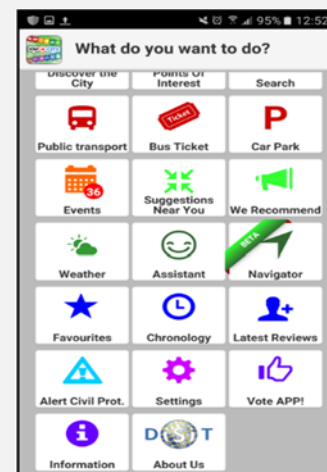 95% 12:52
What do you want to do?
Discover the City
Points Of Interest
Search
Public transport
Ticket
Bus Ticket
P
Car Park
36
Events
Suggestions Near You
We Recommend
Weather
Assistant
BETA
Navigator
Favourites
Chronology
Latest Reviews
Alert Civil Prot.
Settings
Vote APP!
i
Information
DIST
About Us